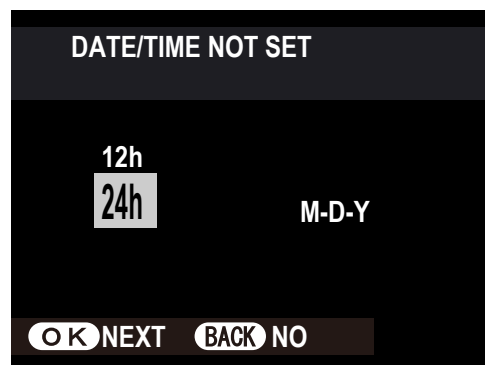 DATE/TIME NOT SET
12h
24h
M-D-Y
OK NEXT BACK NO